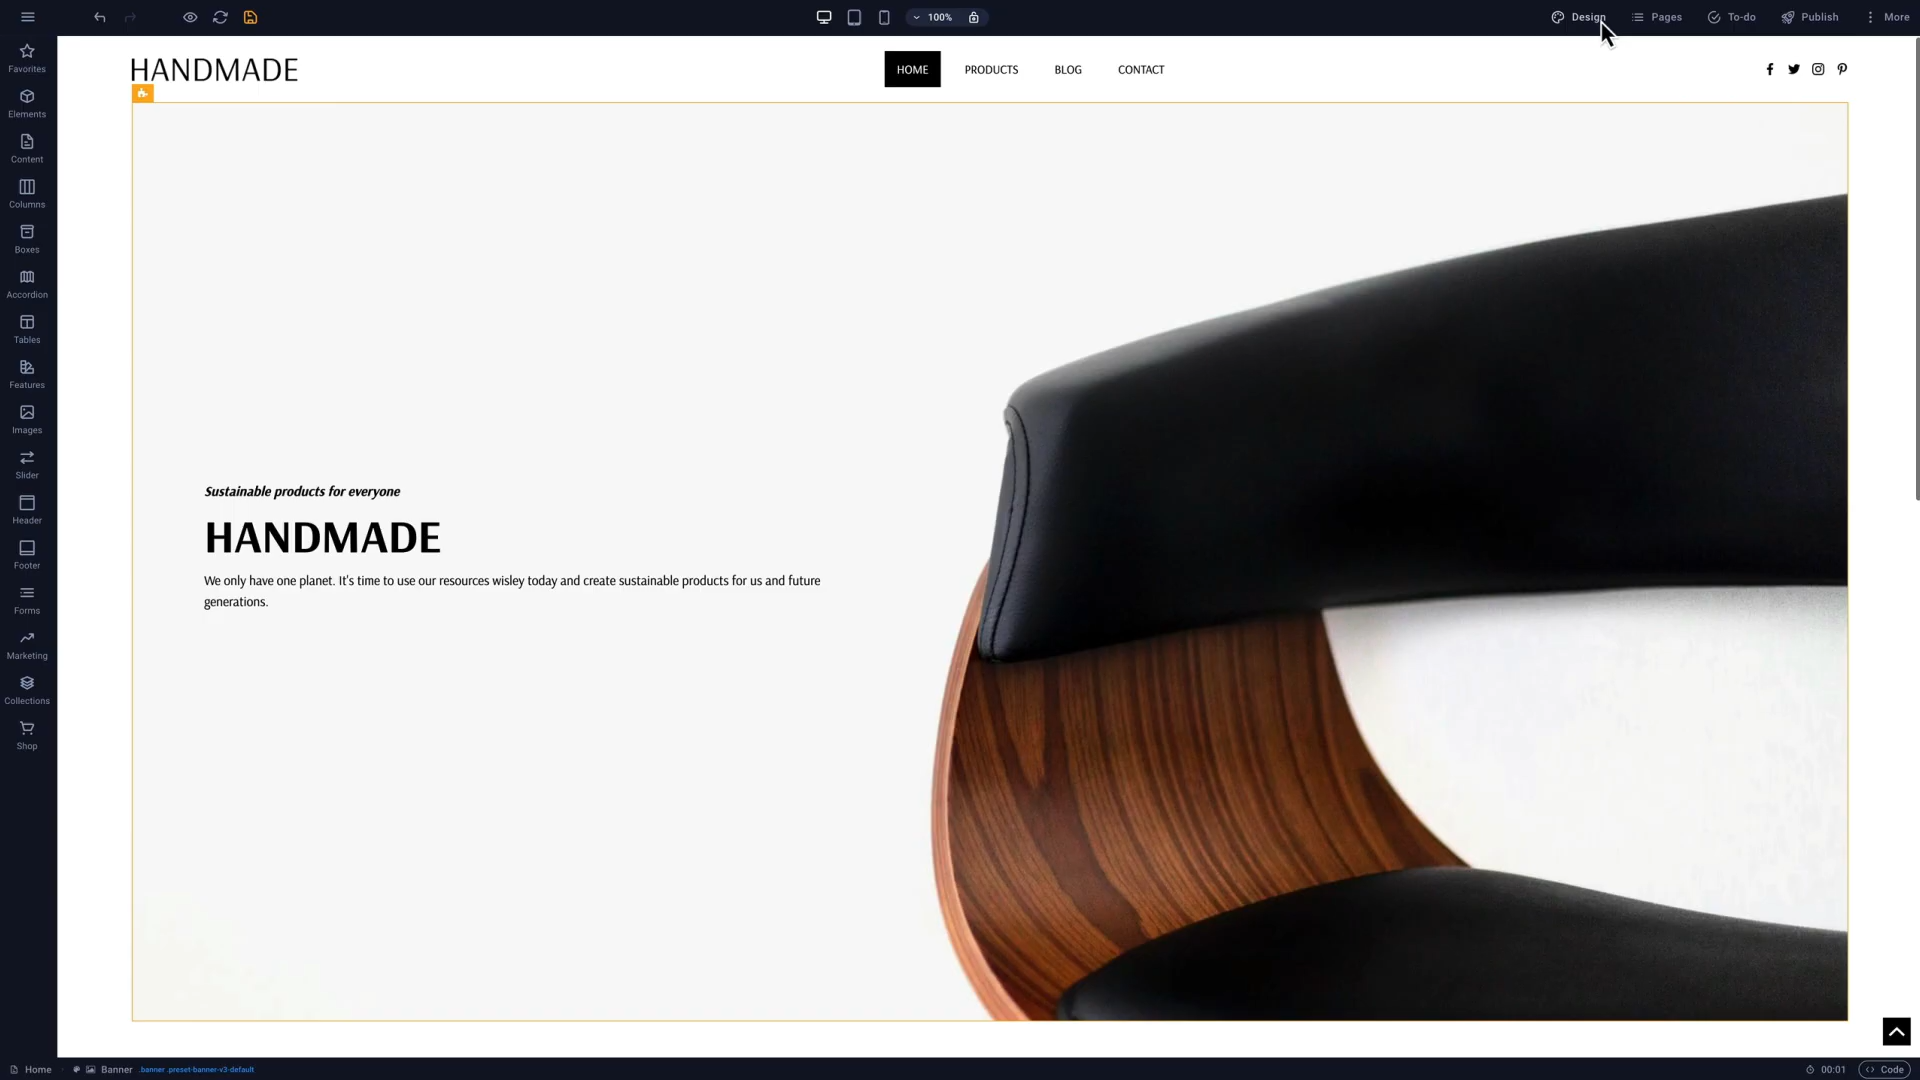 100%
Design
Pages
To-do
Publish
More
Favorites
Elements
Content
Columns
Boxes
Accordion
Tables
Features
Images
Slider
Header
Footer
Forms
Marketing
Collections
Shop
HANDMADE
HOME
PRODUCTS
BLOG
CONTACT
Sustainable products for everyone
HANDMADE
We only have one planet. It's time to use our resources wisley today and create sustainable products for us and future
generations.
Home
Banner
.banner .preset-banner-v3-default
00:01
Code